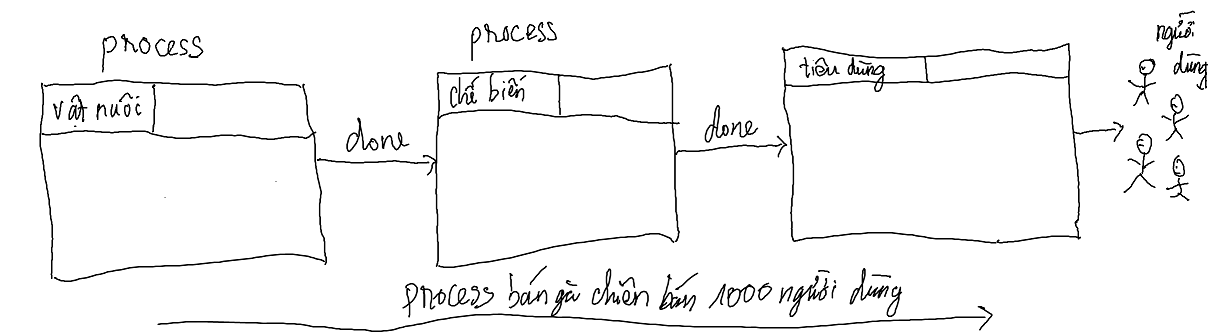 process
vật nuôi
done
process
chế biến
done
tiêu dùng
người
dùng
process bán gà chiên bán 1000 người dùng